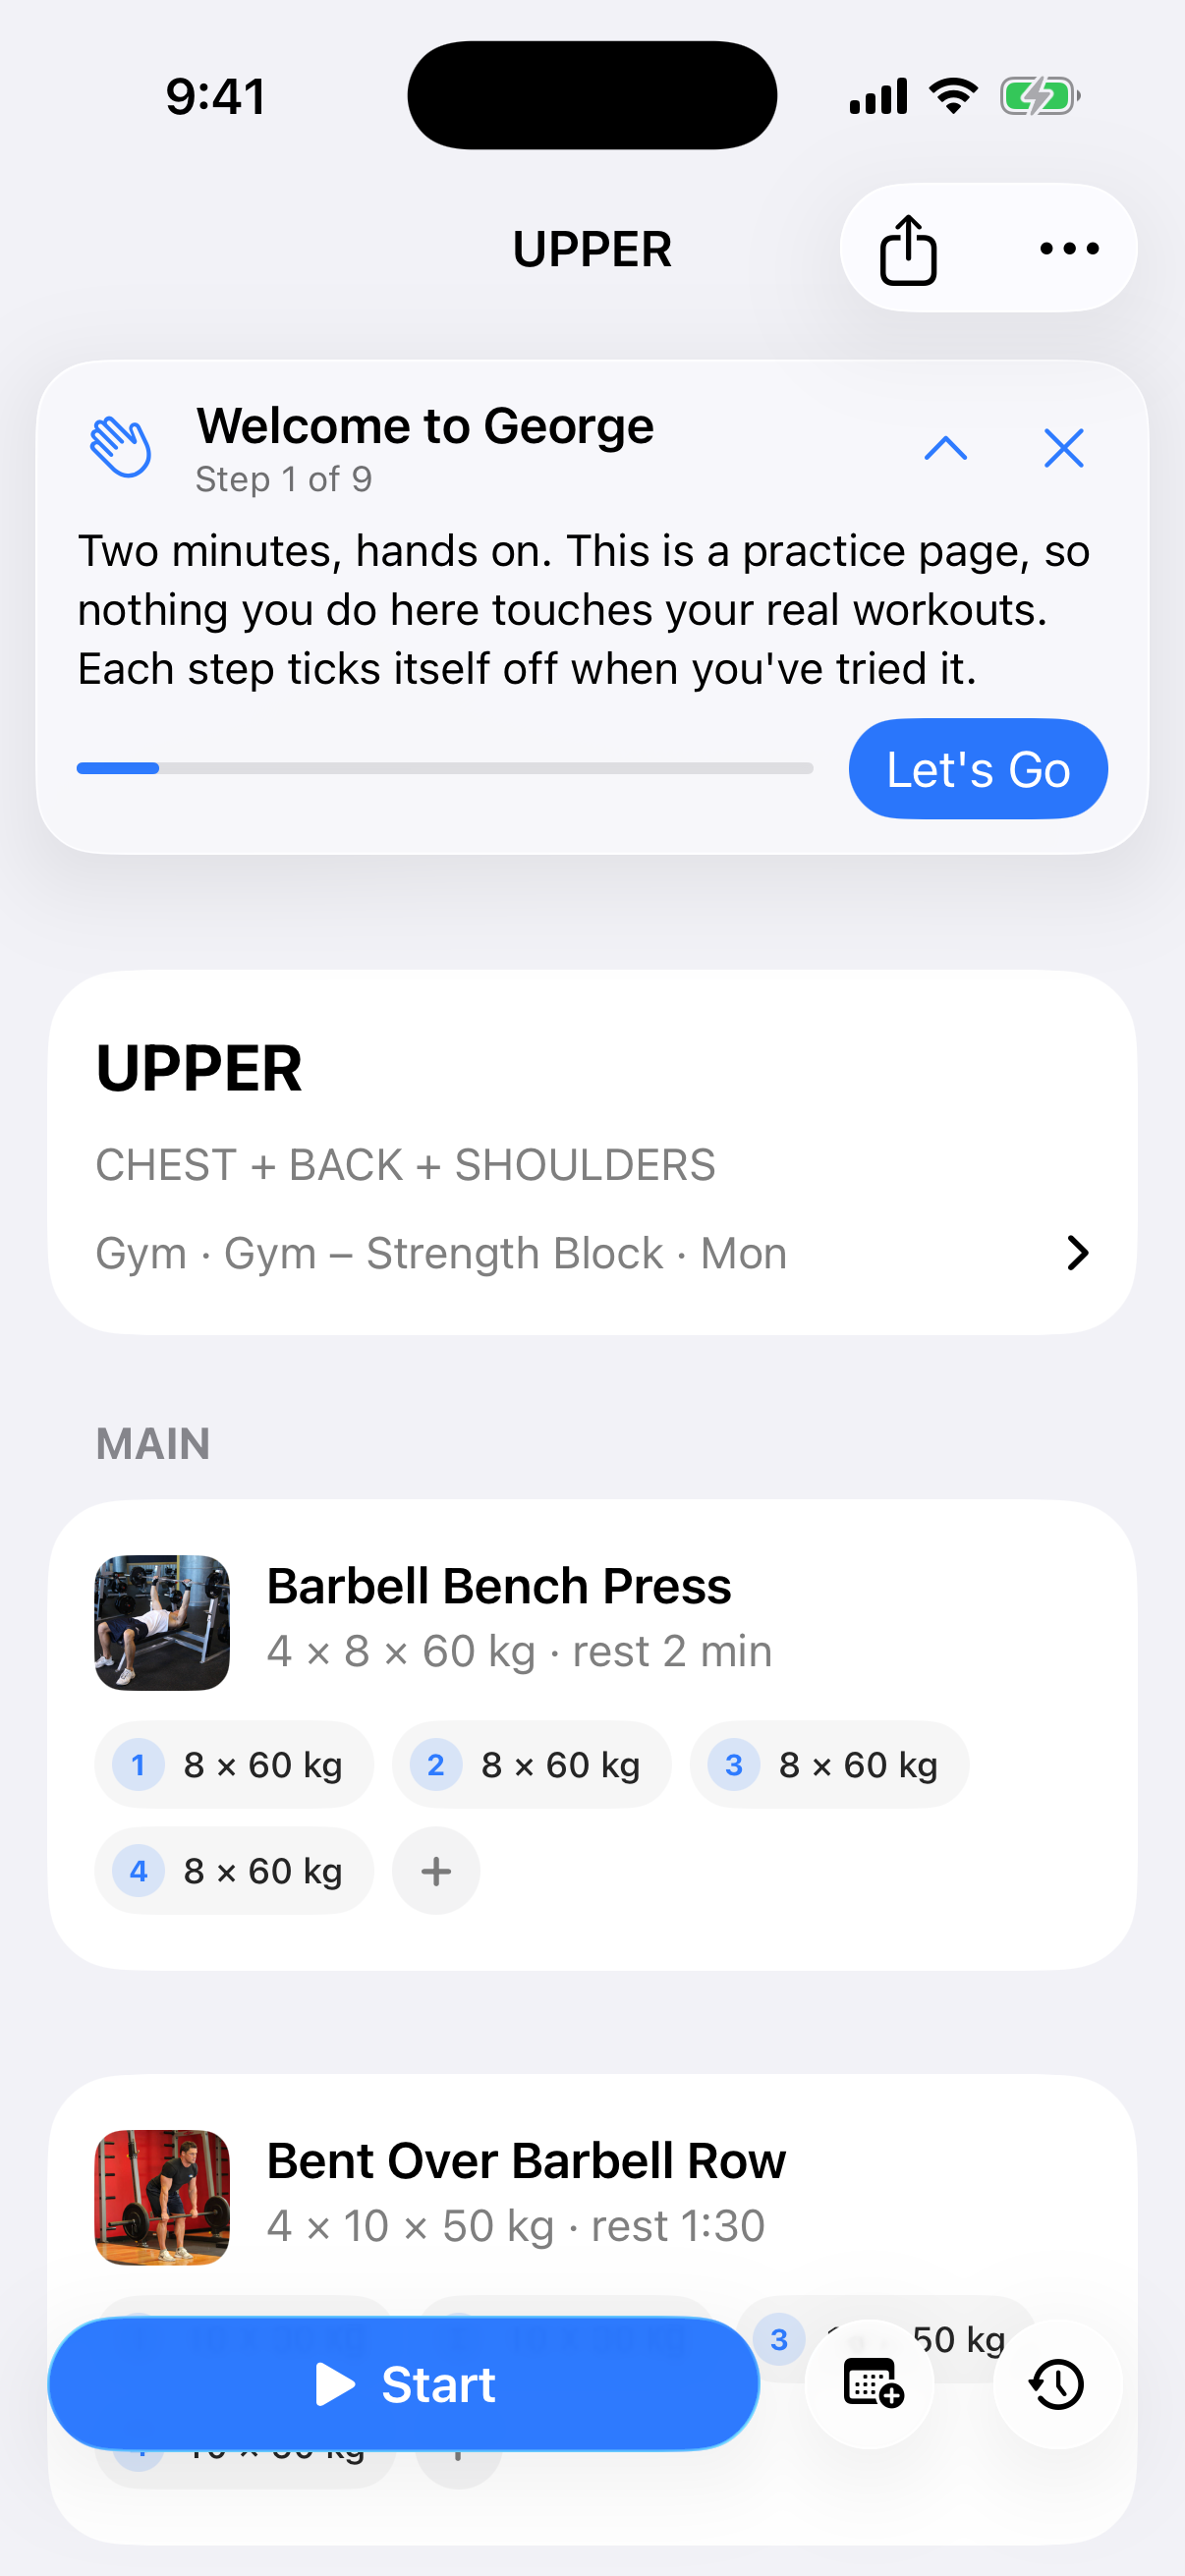 9:41
UPPER
Welcome to George
Step 1 of 9
Two minutes, hands on. This is a practice page, so
nothing you do here touches your real workouts.
Each step ticks itself off when you've tried it.
Let's Go
UPPER
CHEST + BACK + SHOULDERS
Gym · Gym – Strength Block · Mon
MAIN
Barbell Bench Press
4 × 8 × 60 kg · rest 2 min
1 8 × 60 kg 2 8 × 60 kg 3 8 × 60 kg
4 8 × 60 kg +
Bent Over Barbell Row
4 × 10 × 50 kg · rest 1:30
3 50 kg
Start